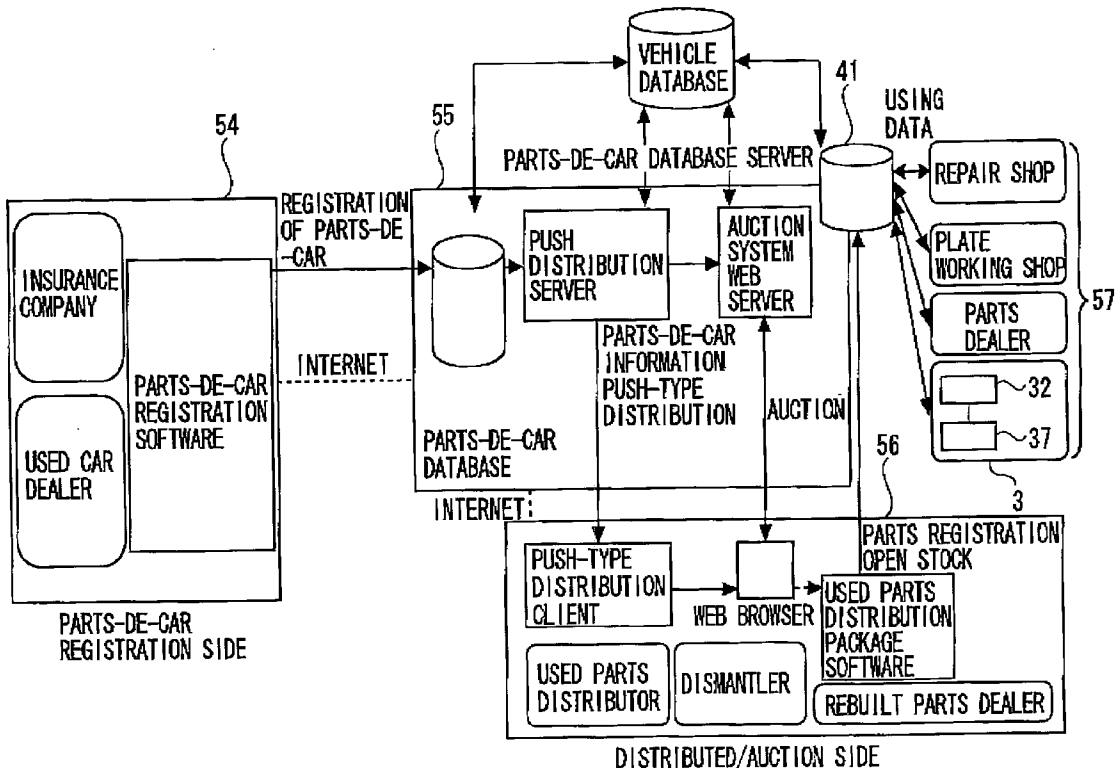 VEHICLE
DATABASE
41
USING
DATA
54
55
PARTS-DE-CAR DATABASE SERVER
REPAIR SHOP
REGISTRATION
OF PARTS-DE
-CAR
PUSH
DISTRIBUTION
SERVER
AUCTION
SYSTEM
WEB
SERVER
PLATE
WORKING SHOP
INSURANCE
COMPANY
57
PARTS
DEALER
PARTS-DE-CAR
REGISTRATION
SOFTWARE
INTERNET
PARTS-DE-CAR
INFORMATION
PUSH-TYPE
DISTRIBUTION
AUCTION
32
37
USED CAR
DEALER
PARTS-DE-CAR
DATABASE
56
3
INTERNET
PARTS REGISTRATION
OPEN STOCK
PUSH-TYPE
DISTRIBUTION
CLIENT
WEB BROWSER
USED PARTS
DISTRIBUTION
PACKAGE
SOFTWARE
PARTS-DE-CAR
REGISTRATION SIDE
USED PARTS
DISTRIBUTOR
DISMANTLER
REBUILT PARTS DEALER
DISTRIBUTED/AUCTION SIDE